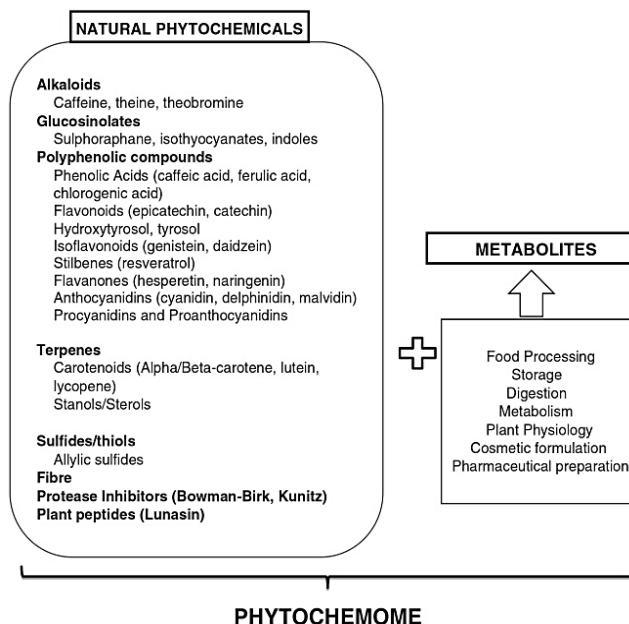 NATURAL PHYTOCHEMICALS
Alkaloids
Caffeine, theine, theobromine
Glucosinolates
Sulphoraphane, isothyocyanates, indoles
Polyphenolic compounds
Phenolic Acids (caffeic acid, ferulic acid,
chlorogenic acid)
Flavonoids (epicatechin, catechin)
Hydroxytyrosol, tyrosol
Isoflavonoids (genistein, daidzein)
Stilbenes (resveratrol)
Flavanones (hesperetin, naringenin)
Anthocyanidins (cyanidin, delphinidin, malvidin)
Procyanidins and Proanthocyanidins
Terpenes
Carotenoids (Alpha/Beta-carotene, lutein,
lycopene)
Stanols/Sterols
Sulfides/thiols
Allylic sulfides
Fibre
Protease Inhibitors (Bowman-Birk, Kunitz)
Plant peptides (Lunasin)
METABOLITES
Food Processing
Storage
Digestion
Metabolism
Plant Physiology
Cosmetic formulation
Pharmaceutical preparation
PHYTOCHEMOME